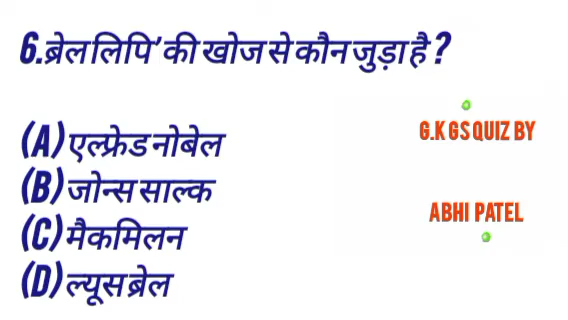 6.ब्रेल लिपि’ की खोज से कौन जुड़ा है ?
(A) एल्फ्रेड नोबेल
(B) जोन्स साल्क
(C) मैकमिलन
(D) ल्यूस ब्रेल
G.K GS QUIZ BY
ABHI PATEL